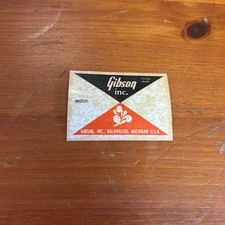 Gibson
inc.
MODEL
GIBSON, INC., KALAMAZOO, MICHIGAN U.S.A.